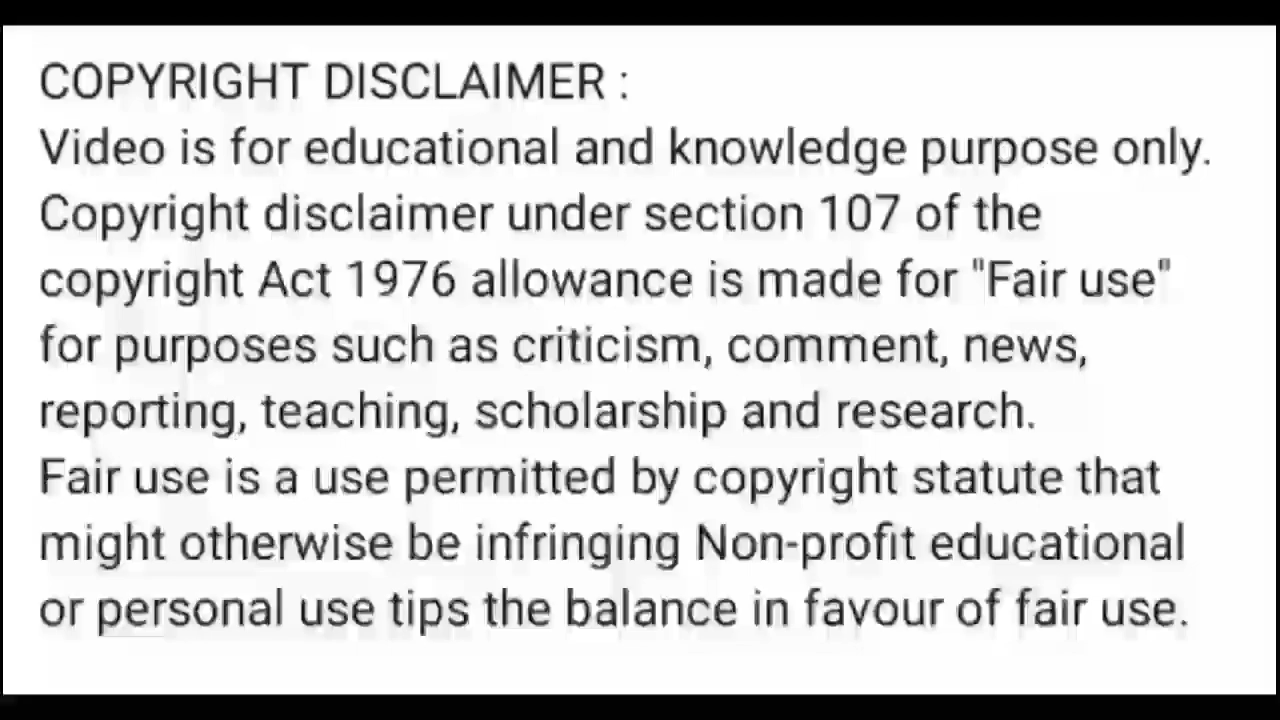 COPYRIGHT DISCLAIMER :
Video is for educational and knowledge purpose only.
Copyright disclaimer under section 107 of the
copyright Act 1976 allowance is made for "Fair use"
for purposes such as criticism, comment, news,
reporting, teaching, scholarship and research.
Fair use is a use permitted by copyright statute that
might otherwise be infringing Non-profit educational
or personal use tips the balance in favour of fair use.